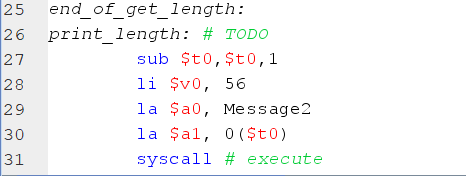 25 end_of_get_length:
26 print_length: # TODO
27 sub $t0,$t0,1
28 li $v0, 56
29 la $a0, Message2
30 la $a1, 0($t0)
31 syscall # execute